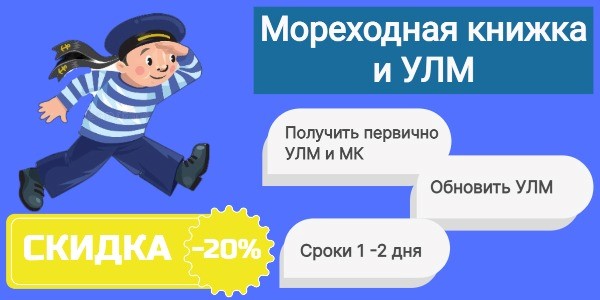 Мореходная книжка
и УЛМ
Получить первично
УЛМ и МК
Обновить УЛМ
СКИДКА -20%
Сроки 1 -2 дня